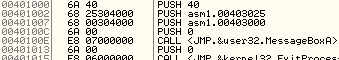 00401000 6A 40 PUSH 40
00401002 68 25304000 PUSH asm1.00403025
00401007 68 00304000 PUSH asm1.00403000
0040100C 6A 00 PUSH 0
0040100E E8 07000000 CALL <JMP.&user32.MessageBoxA>
00401013 6A 00 PUSH 0
00401015 E8 06000000 CALL <JMP.&kernel32.ExitProcess